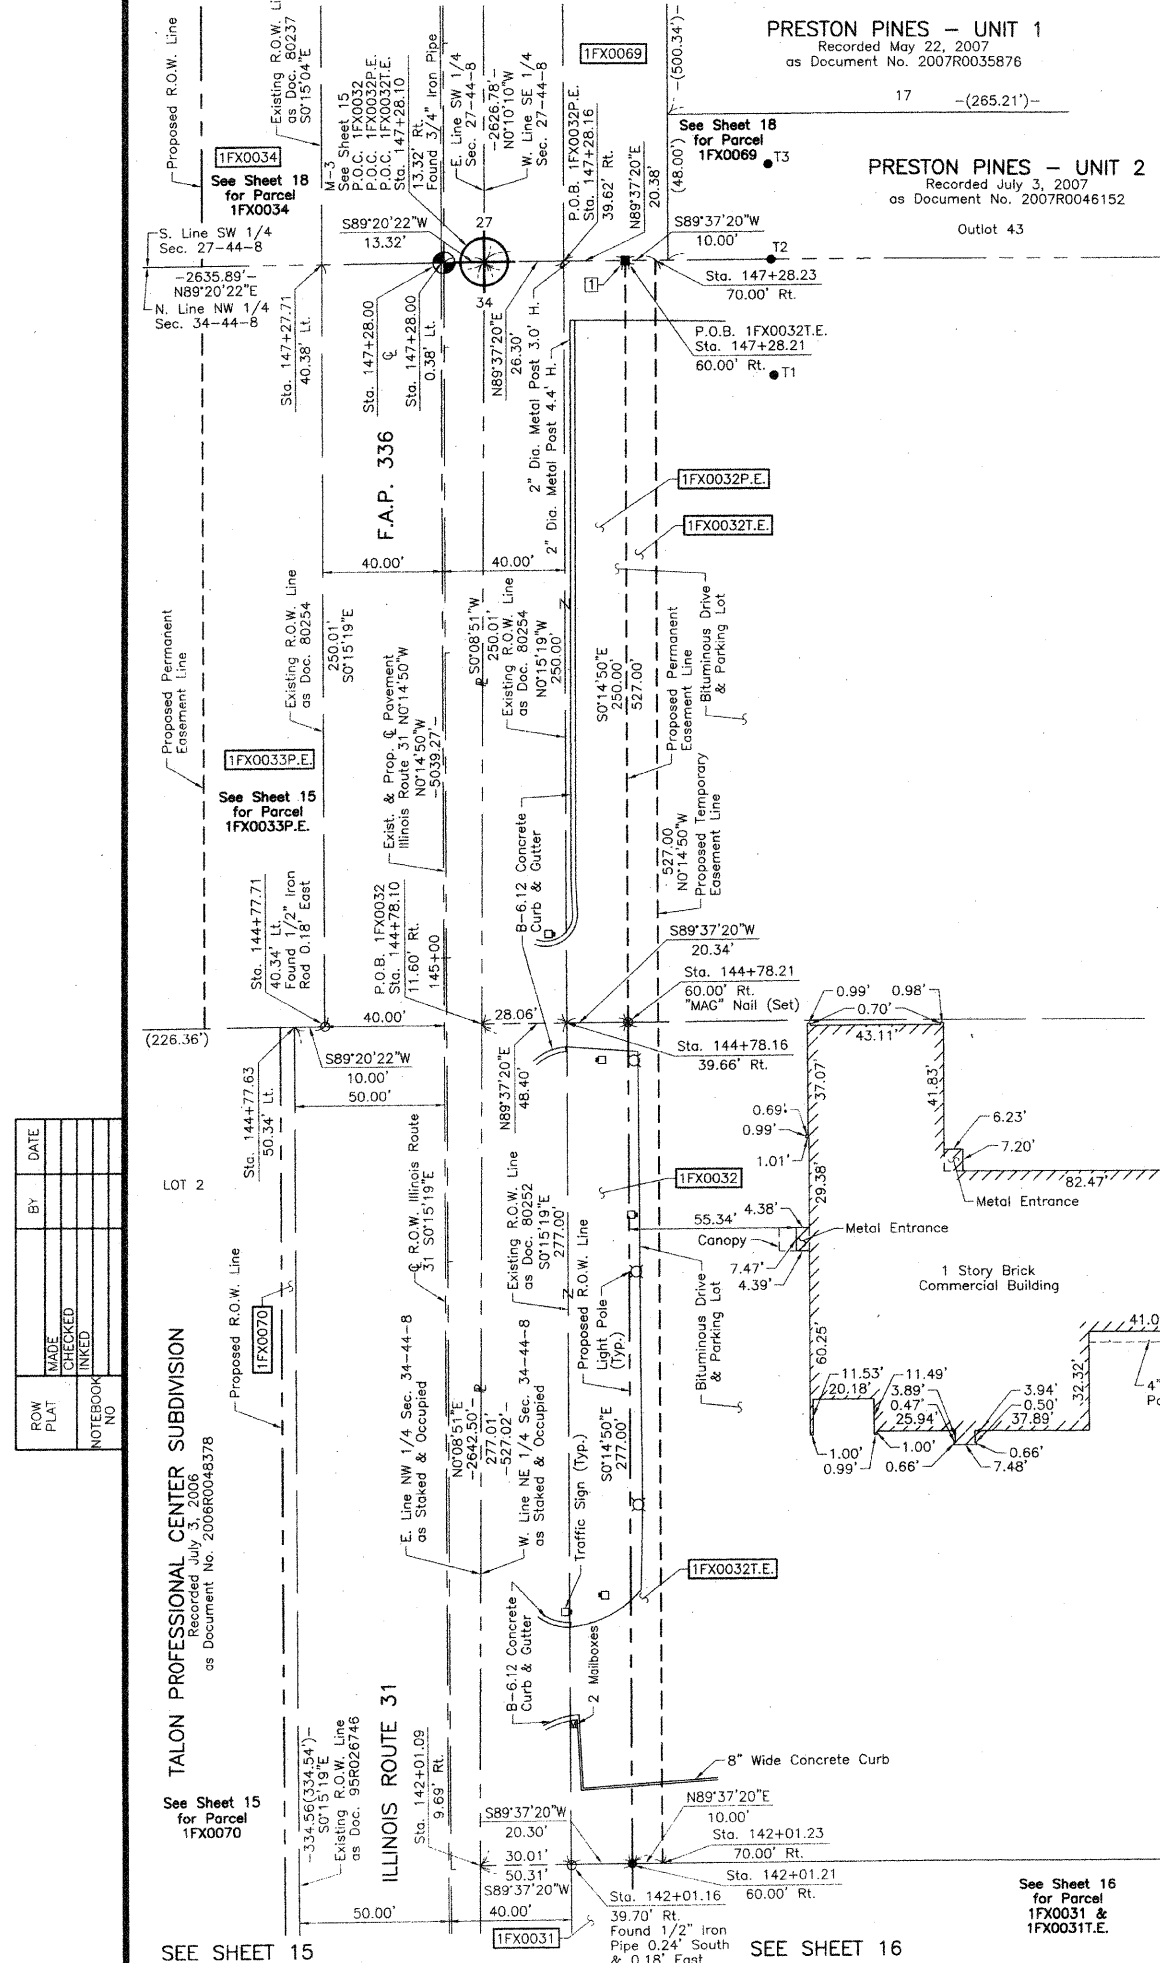 PRESTON PINES – UNIT 1
Recorded May 22, 2007
as Document No. 2007R0035876
17 -(265.21')-
-(500.34')-
(48.00')
1FX0069
See Sheet 18
for Parcel
1FX0069
T3
PRESTON PINES – UNIT 2
Recorded July 3, 2007
as Document No. 2007R0046152
Outlot 43
Proposed R.O.W. Line
Existing R.O.W. Li
as Doc. 80237
S0°15'04"E
1FX0034
See Sheet 18
for Parcel
1FX0034
M-3
See Sheet 15
P.O.C. 1FX0032
P.O.C. 1FX0032P.E.
P.O.C. 1FX0032T.E.
Sta. 147+28.10
13.32' Rt.
Found 3/4" Iron Pipe
E. Line SW 1/4
Sec. 27-44-8
-2626.78'-
N0°10'10"W
W. Line SE 1/4
Sec. 27-44-8
P.O.B. 1FX0032P.E.
Sta. 147+28.16
39.62' Rt.
N89°37'20"E
20.38'
S. Line SW 1/4
Sec. 27-44-8
-2635.89'-
N89°20'22"E
N. Line NW 1/4
Sec. 34-44-8
S89°20'22"W
13.32'
27
34
S89°37'20"W
10.00'
T2
Sta. 147+28.23
70.00' Rt.
1
P.O.B. 1FX0032T.E.
Sta. 147+28.21
60.00' Rt.
T1
Sta. 147+27.71
40.38' Lt.
Sta. 147+28.00
℄
Sta. 147+28.00
0.38' Lt.
N89°37'20"E
26.30'
2" Dia. Metal Post 3.0' H.
2" Dia. Metal Post 4.4' H.
F.A.P. 336
1FX0032P.E.
1FX0032T.E.
40.00'
40.00'
Proposed Permanent
Easement Line
Existing R.O.W. Line
as Doc. 80254
250.01'
S0°15'19"E
1FX0033P.E.
See Sheet 15
for Parcel
1FX0033P.E.
Exist. & Prop. ℄ Pavement
Illinois Route 31 N0°14'50"W
N0°14'50"W
-5039.27'-
S0°08'51"W
250.01'
Existing R.O.W. Line
as Doc. 80254
N0°15'19"W
250.00'
S0°14'50"E
250.00'
527.00'
Proposed Permanent
Easement Line
Bituminous Drive
& Parking Lot
527.00
N0°14'50"W
Proposed Temporary
Easement Line
B-6.12 Concrete
Curb & Gutter
Sta. 144+77.71
40.34' Lt.
Found 1/2" Iron
Rod 0.18' East
P.O.B. 1FX0032
Sta. 144+78.10
11.60' Rt.
145+00
S89°37'20"W
20.34'
Sta. 144+78.21
60.00' Rt.
"MAG" Nail (Set)
(226.36')
40.00'
28.06'
S89°20'22"W
10.00'
50.00'
Sta. 144+77.63
50.34' Lt.
N89°37'20"E
48.40'
Sta. 144+78.16
39.66' Rt.
0.99' 0.98'
0.70'
43.11'
37.07'
41.83'
0.69'
0.99'
1.01'
6.23'
7.20'
82.47'
Metal Entrance
29.38'
1FX0032
4.38'
55.34'
Canopy
Metal Entrance
7.47'
4.39'
1 Story Brick
Commercial Building
60.25'
11.53'
20.18'
11.49'
3.89'
0.47'
25.94'
3.94'
0.50'
37.89'
32.32'
41.0
4"
1.00'
0.99'
1.00'
0.66'
0.66'
7.48'
DATE
BY
MADE
CHECKED
INKED
ROW
PLAT
NOTEBOOK
NO
LOT 2
Proposed R.O.W. Line
1FX0070
℄ R.O.W. Illinois Route
31 S0°15'19"E
Existing R.O.W. Line
as Doc. 80252
S0°15'19"E
277.00'
Proposed R.O.W. Line
Light Pole
(Typ.)
Bituminous Drive
& Parking Lot
TALON PROFESSIONAL CENTER SUBDIVISION
Recorded July 3, 2006
as Document No. 2006R0048378
E. Line NW 1/4 Sec. 34-44-8
as Staked & Occupied
N0°08'51"E
-2642.50'-
277.01'
-527.02'-
W. Line NE 1/4 Sec. 34-44-8
as Staked & Occupied
Traffic Sign (Typ.)
S0°14'50"E
277.00'
1FX0032T.E.
B-6.12 Concrete
Curb & Gutter
2 Mailboxes
8" Wide Concrete Curb
See Sheet 15
for Parcel
1FX0070
-334.56(334.54')-
S0°15'19"E
Existing R.O.W. Line
as Doc. 95R026746
ILLINOIS ROUTE 31
Sta. 142+01.09
9.69' Rt.
S89°37'20"W
20.30'
30.01'
50.31'
S89°37'20"W
N89°37'20"E
10.00'
Sta. 142+01.23
70.00' Rt.
Sta. 142+01.21
60.00' Rt.
50.00'
40.00'
1FX0031
Sta. 142+01.16
39.70' Rt.
Found 1/2" Iron
Pipe 0.24' South
& 0.18' East
See Sheet 16
for Parcel
1FX0031 &
1FX0031T.E.
SEE SHEET 15
SEE SHEET 16